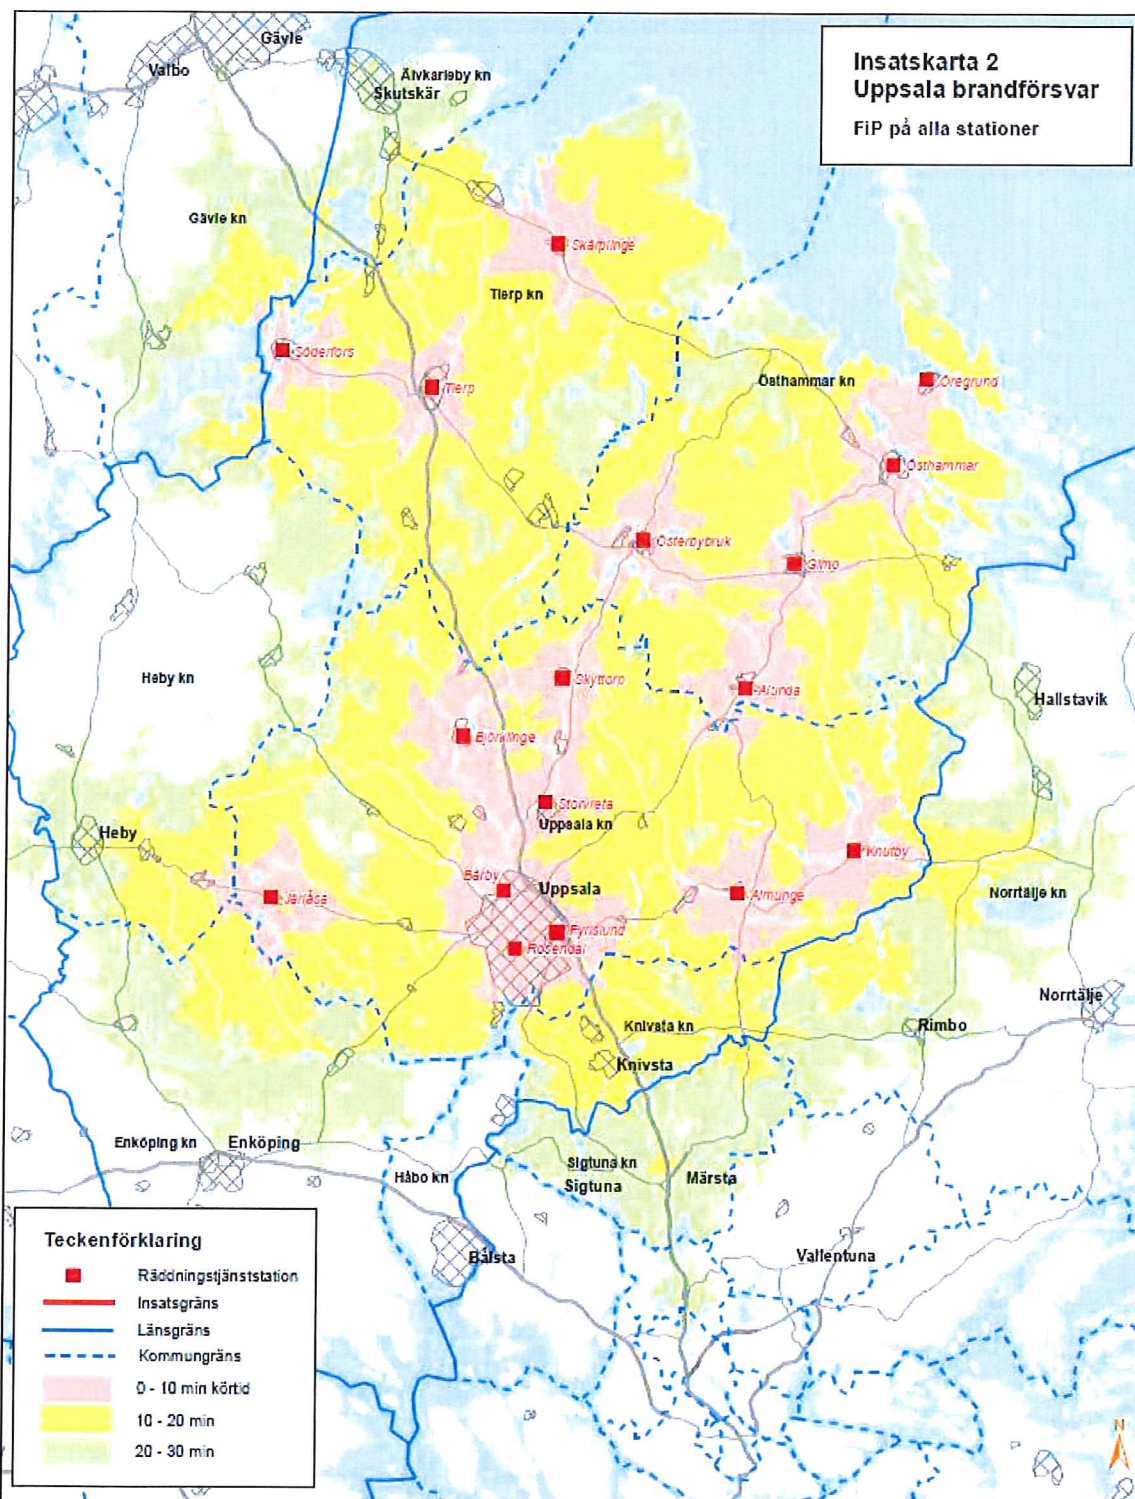 Insatskarta 2
Uppsala brandförsvar
FIP på alla stationer
Gävle
Valbo
Älvkarleby kn
Skutskär
Gävle kn
Skärplinge
Tierp kn
Söderfors
Tierp
Östhammar kn
Öregrund
Östhammar
Österbybruk
Gimo
Heby kn
Skyttorp
Alunda
Hallstavik
Björklinge
Storvreta
Uppsala kn
Heby
Knutby
Bärby
Uppsala
Järlåsa
Almunge
Norrtälje kn
Fyrislund
Rosendal
Norrtälje
Knivsta kn
Rimbo
Knivsta
Enköping kn
Enköping
Håbo kn
Sigtuna kn
Sigtuna
Märsta
Bålsta
Vallentuna
Teckenförklaring
Räddningstjänststation
Insatsgräns
Länsgräns
Kommungräns
0 - 10 min körtid
10 - 20 min
20 - 30 min
N